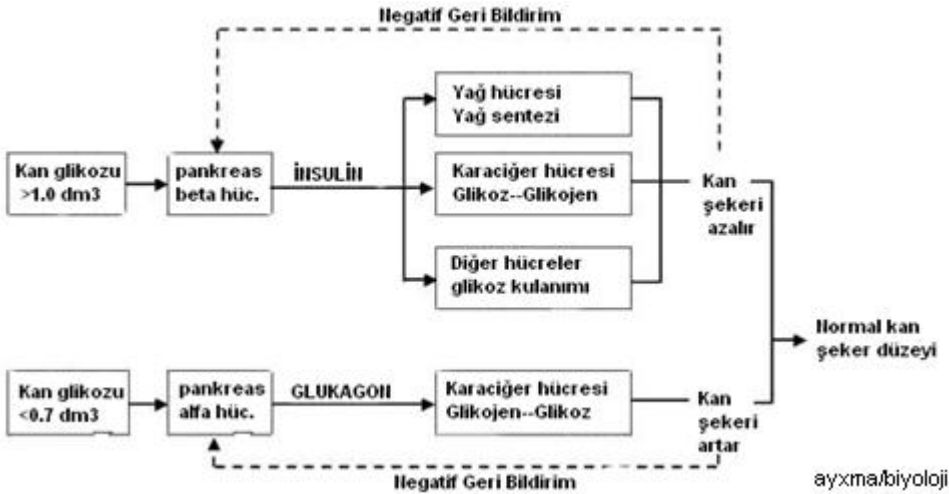 Negatif Geri Bildirim
Kan glikozu
>1.0 dm3
pankreas
beta hüc.
İNSULİN
Yağ hücresi
Yağ sentezi
Karaciğer hücresi
Glikoz--Glikojen
Diğer hücreler
glikoz kulanımı
Kan
şekeri
azalır
Normal kan
şeker düzeyi
Kan glikozu
<0.7 dm3
pankreas
alfa hüc.
GLUKAGON
Karaciğer hücresi
Glikojen--Glikoz
Kan
şekeri
artar
Negatif Geri Bildirim
ayxma/biyoloji